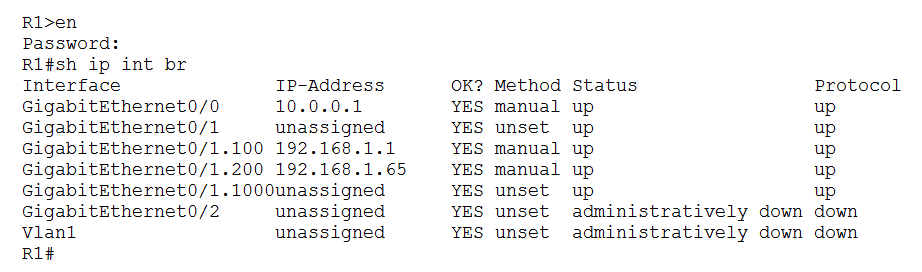 R1>en
Password:
R1#sh ip int br
Interface              IP-Address      OK? Method Status                Protocol
GigabitEthernet0/0     10.0.0.1        YES manual up                    up
GigabitEthernet0/1     unassigned      YES unset  up                    up
GigabitEthernet0/1.100 192.168.1.1     YES manual up                    up
GigabitEthernet0/1.200 192.168.1.65    YES manual up                    up
GigabitEthernet0/1.1000unassigned      YES unset  up                    up
GigabitEthernet0/2     unassigned      YES unset  administratively down down
Vlan1                  unassigned      YES unset  administratively down down
R1#